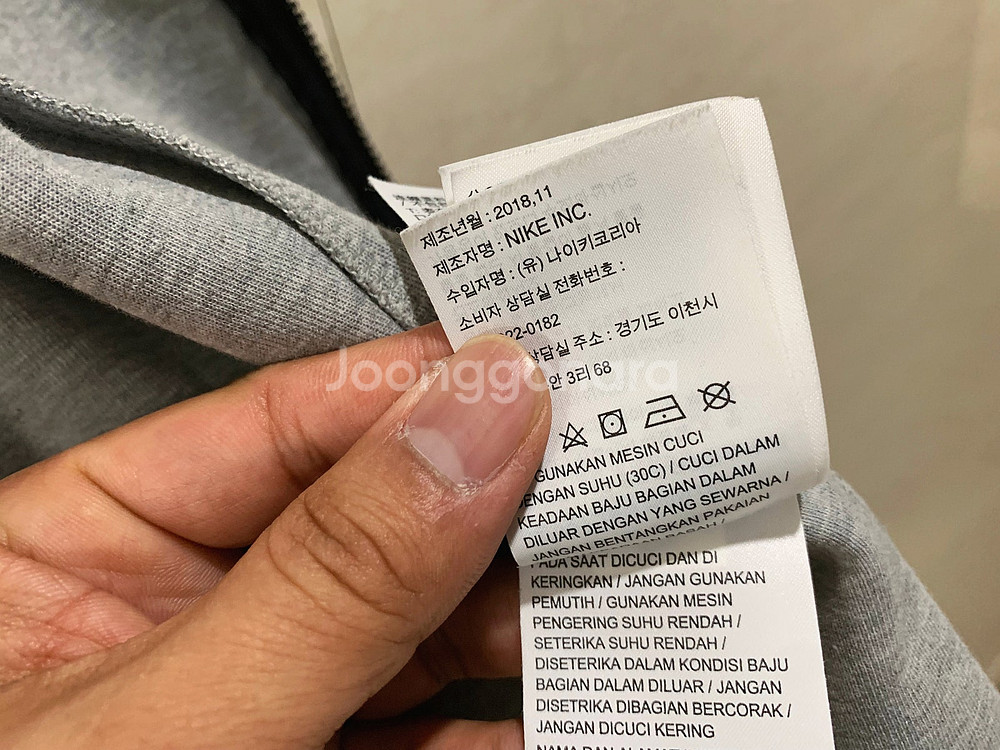 제조년월 : 2018.11
제조자명 : NIKE INC.
수입자명 : (유) 나이키코리아
소비자 상담실 전화번호 :
22-0182
상담실 주소 : 경기도 이천시
안 3리 68
Joonggonara
GUNAKAN MESIN CUCI
DENGAN SUHU (30C) / CUCI DALAM
KEADAAN BAJU BAGIAN DALAM
DILUAR DENGAN YANG SEWARNA /
JANGAN BENTANGKAN PAKAIAN
PADA SAAT DICUCI DAN DI
KERINGKAN / JANGAN GUNAKAN
PEMUTIH / GUNAKAN MESIN
PENGERING SUHU RENDAH /
SETERIKA SUHU RENDAH /
DISETERIKA DALAM KONDISI BAJU
BAGIAN DALAM DILUAR / JANGAN
DISETRIKA DIBAGIAN BERCORAK /
JANGAN DICUCI KERING